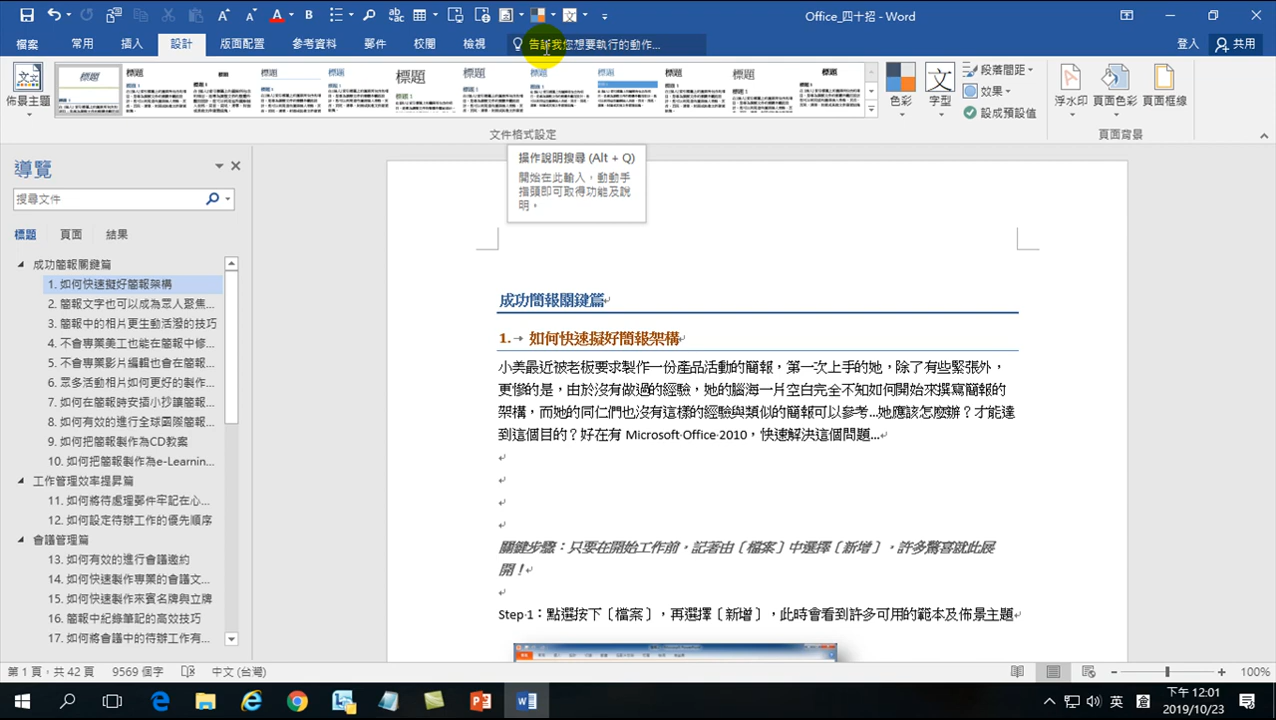 Office_四十招 - Word
檔案 常用 插入 設計 版面配置 參考資料 郵件 校閱 檢視 告訴我您想要執行的動作... 登入 共用
佈景主題 標題 標題 標題 標題 標題 標題 標題 標題 標題 標題 標題 標題 色彩 字型 段落間距 效果 設成預設值 浮水印 頁面色彩 頁面框線
文件格式設定 頁面背景
操作說明搜尋 (Alt + Q)
開始在此輸入，動動手
指頭即可取得功能及說
明。
導覽
搜尋文件
標題 頁面 結果
成功簡報關鍵篇
1. 如何快速擬好簡報架構
2. 簡報文字也可以成為眾人聚焦...
3. 簡報中的相片更生動活潑的技巧
4. 不會專業美工也能在簡報中修...
5. 不會專業影片編輯也會在簡報...
6. 眾多活動相片如何更好的製作...
7. 如何在簡報時安插小抄讓簡報...
8. 如何有效的進行全球國際簡報...
9. 如何把簡報製作為CD教案
10. 如何把簡報製作為e-Learnin...
工作管理效率提昇篇
11. 如何將待處理郵件牢記在心...
12. 如何設定待辦工作的優先順序
會議管理篇
13. 如何有效的進行會議邀約
14. 如何快速製作專業的會議文...
15. 如何快速製作來賓名牌與立牌
16. 會議中紀錄筆記的高效技巧
17. 如何將會議中的待辦工作有...
成功簡報關鍵篇
1. 如何快速擬好簡報架構
小美最近被老板要求製作一份產品活動的簡報，第一次上手的她，除了有些緊張外，
更慘的是，由於沒有做過的經驗，她的腦海一片空白完全不知如何開始來撰寫簡報的
架構，而她的同仁們也沒有這樣的經驗與類似的簡報可以參考...她應該怎麼辦？才能達
到這個目的？好在有 Microsoft Office 2010，快速解決這個問題...
關鍵步驟：只要在開始工作前，記著由〔檔案〕中選擇〔新增〕，許多驚喜就此展
開！
Step 1：點選按下〔檔案〕，再選擇〔新增〕，此時會看到許多可用的範本及佈景主題
第 1 頁，共 42 頁 9569 個字 中文 (台灣) 100%
英 下午 12:01
2019/10/23